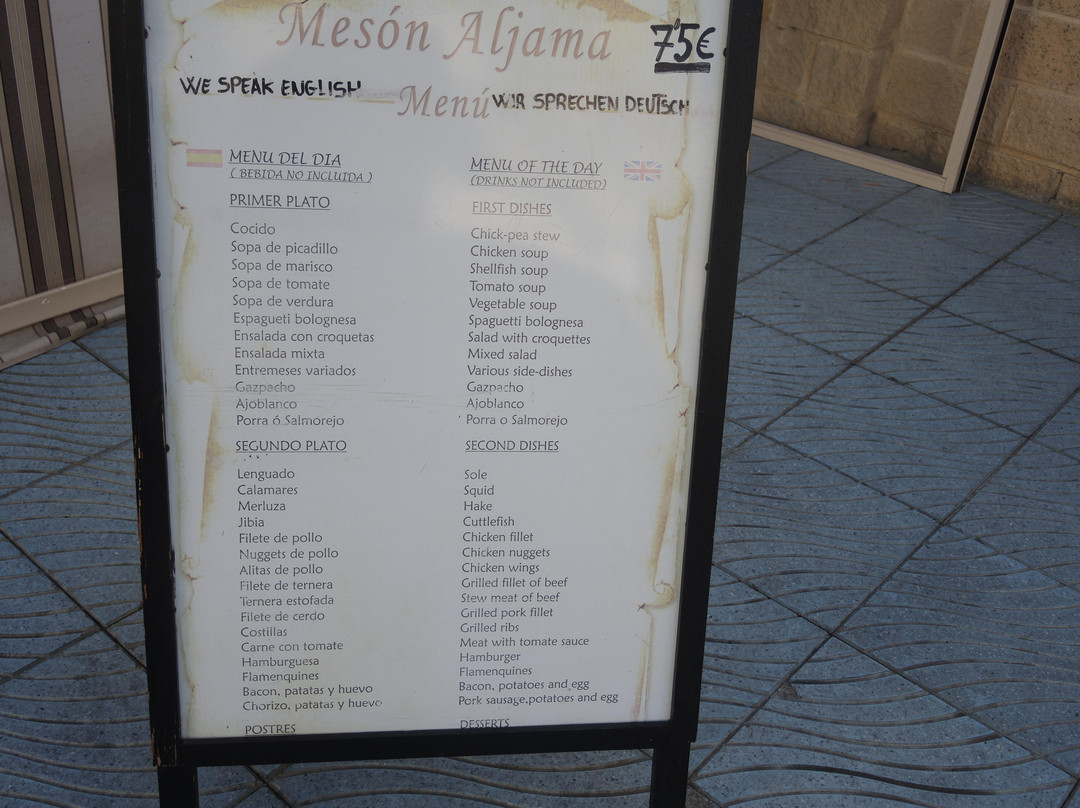 Mesón Aljama
7'5€
WE SPEAK ENGLISH
Menú
WIR SPRECHEN DEUTSCH
MENU DEL DIA
( BEBIDA NO INCLUIDA )
PRIMER PLATO
Cocido
Sopa de picadillo
Sopa de marisco
Sopa de tomate
Sopa de verdura
Espagueti bolognesa
Ensalada con croquetas
Ensalada mixta
Entremeses variados
Gazpacho
Ajoblanco
Porra ó Salmorejo
SEGUNDO PLATO
Lenguado
Calamares
Merluza
Jibia
Filete de pollo
Nuggets de pollo
Alitas de pollo
Filete de ternera
Ternera estofada
Filete de cerdo
Costillas
Carne con tomate
Hamburguesa
Flamenquines
Bacon, patatas y huevo
Chorizo, patatas y huevo
POSTRES
MENU OF THE DAY
(DRINKS NOT INCLUDED)
FIRST DISHES
Chick-pea stew
Chicken soup
Shellfish soup
Tomato soup
Vegetable soup
Spaguetti bolognesa
Salad with croquettes
Mixed salad
Various side-dishes
Gazpacho
Ajoblanco
Porra o Salmorejo
SECOND DISHES
Sole
Squid
Hake
Cuttlefish
Chicken fillet
Chicken nuggets
Chicken wings
Grilled fillet of beef
Stew meat of beef
Grilled pork fillet
Grilled ribs
Meat with tomate sauce
Hamburger
Flamenquines
Bacon, potatoes and egg
Pork sausage,potatoes and egg
DESSERTS